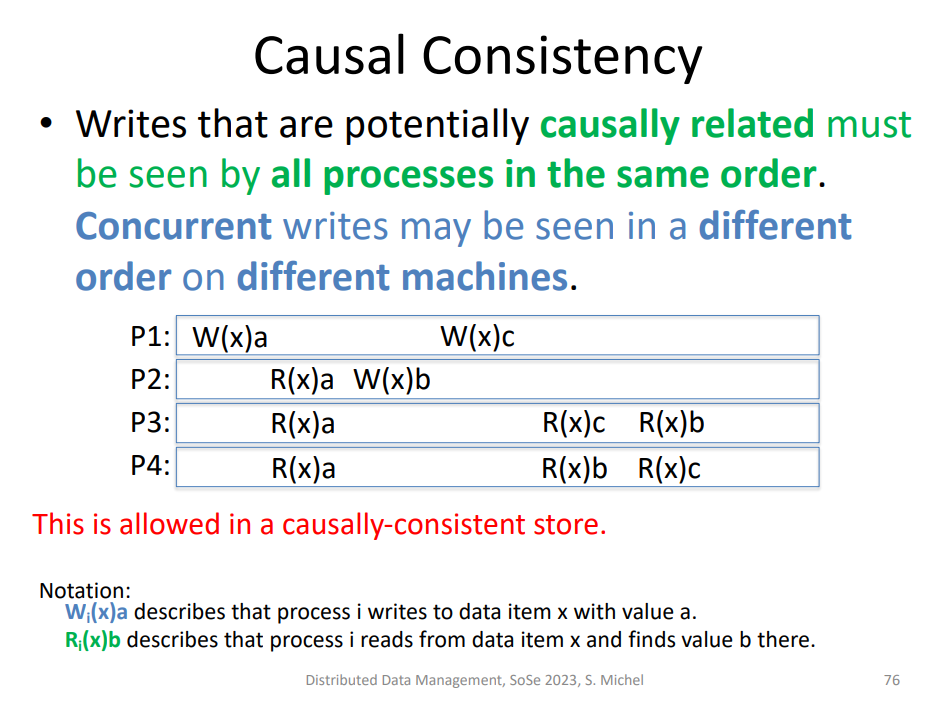 Causal Consistency
• Writes that are potentially causally related must
be seen by all processes in the same order.
Concurrent writes may be seen in a different
order on different machines.
P1: W(x)a W(x)c
P2: R(x)a W(x)b
P3: R(x)a R(x)c R(x)b
P4: R(x)a R(x)b R(x)c
This is allowed in a causally-consistent store.
Notation:
Wi(x)a describes that process i writes to data item x with value a.
Ri(x)b describes that process i reads from data item x and finds value b there.
Distributed Data Management, SoSe 2023, S. Michel 76